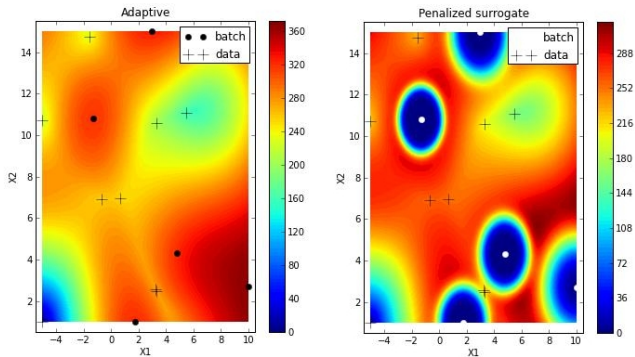 Adaptive
batch
data
X2
14
12
10
8
6
4
2
−4 −2 0 2 4 6 8 10
X1
360
320
280
240
200
160
120
80
40
0
Penalized surrogate
batch
data
X2
14
12
10
8
6
4
2
−4 −2 0 2 4 6 8 10
X1
288
252
216
180
144
108
72
36
0